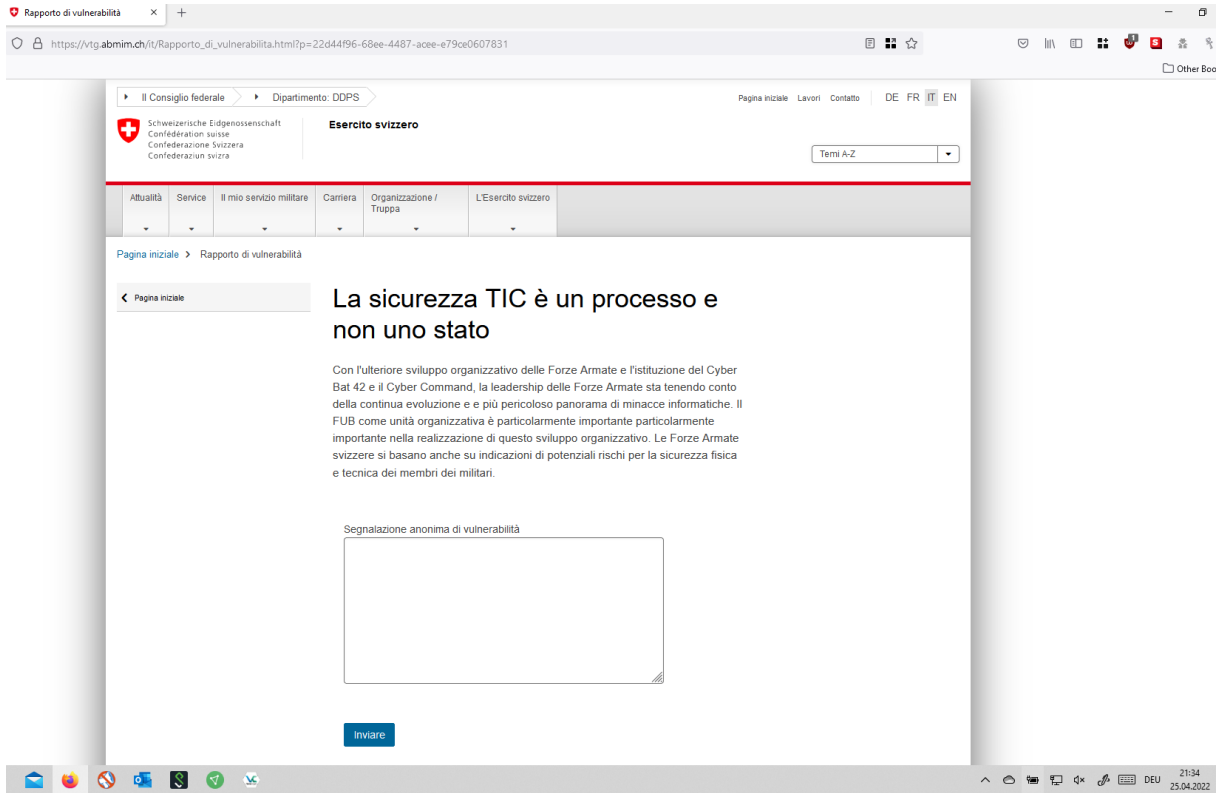 Rapporto di vulnerabilità
https://vtg.abmim.ch/it/Rapporto_di_vulnerabilita.html?p=22d44f96-68ee-4487-acee-e79ce0607831
1
S
Other Boo
Il Consiglio federale
Dipartimento: DDPS
Pagina iniziale Lavori Contatto DE FR IT EN
Schweizerische Eidgenossenschaft
Confédération suisse
Confederazione Svizzera
Confederaziun svizra
Esercito svizzero
Temi A-Z
Attualità
Service
Il mio servizio militare
Carriera
Organizzazione /
Truppa
L'Esercito svizzero
Pagina iniziale > Rapporto di vulnerabilità
Pagina iniziale
La sicurezza TIC è un processo e
non uno stato
Con l'ulteriore sviluppo organizzativo delle Forze Armate e l'istituzione del Cyber
Bat 42 e il Cyber Command, la leadership delle Forze Armate sta tenendo conto
della continua evoluzione e e più pericoloso panorama di minacce informatiche. Il
FUB come unità organizzativa è particolarmente importante particolarmente
importante nella realizzazione di questo sviluppo organizzativo. Le Forze Armate
svizzere si basano anche su indicazioni di potenziali rischi per la sicurezza fisica
e tecnica dei membri dei militari.
Segnalazione anonima di vulnerabilità
Inviare
DEU
21:34
25.04.2022